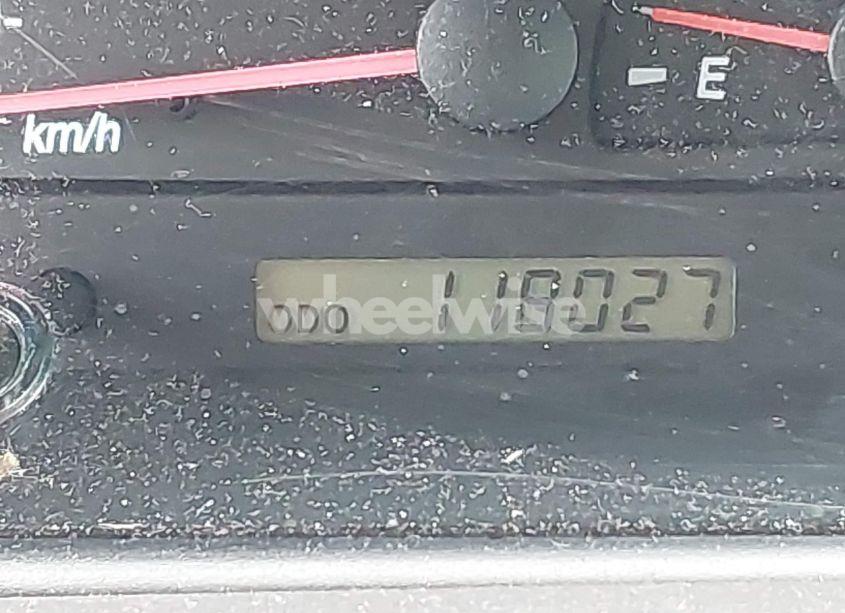 E
km/h
ODO 118027
wheelwise